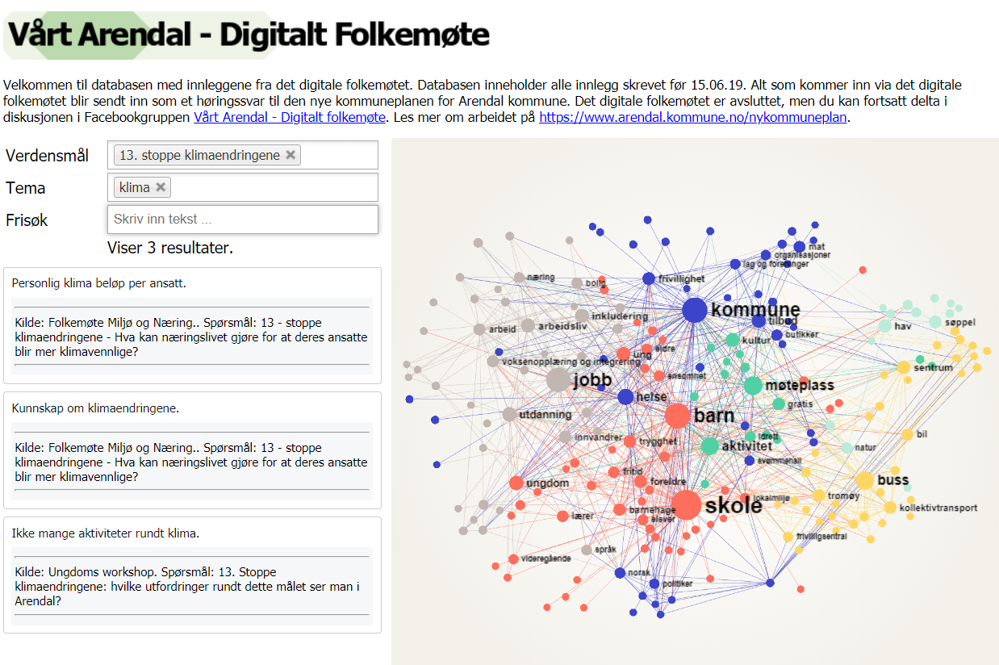 Vårt Arendal - Digitalt Folkemøte
Velkommen til databasen med innleggene fra det digitale folkemøtet. Databasen inneholder alle innlegg skrevet før 15.06.19. Alt som kommer inn via det digitale
folkemøtet blir sendt inn som et høringssvar til den nye kommuneplanen for Arendal kommune. Det digitale folkemøtet er avsluttet, men du kan fortsatt delta i
diskusjonen i Facebookgruppen Vårt Arendal - Digitalt folkemøte. Les mer om arbeidet på https://www.arendal.kommune.no/nykommuneplan.
Verdensmål
13. stoppe klimaendringene ×
Tema
klima ×
Frisøk
Skriv inn tekst ...
Viser 3 resultater.
Personlig klima beløp per ansatt.
Kilde: Folkemøte Miljø og Næring.. Spørsmål: 13 - stoppe
klimaendringene - Hva kan næringslivet gjøre for at deres ansatte
blir mer klimavennlige?
Kunnskap om klimaendringene.
Kilde: Folkemøte Miljø og Næring.. Spørsmål: 13 - stoppe
klimaendringene - Hva kan næringslivet gjøre for at deres ansatte
blir mer klimavennlige?
Ikke mange aktiviteter rundt klima.
Kilde: Ungdoms workshop. Spørsmål: 13. Stoppe
klimaendringene: hvilke utfordringer rundt dette målet ser man i
Arendal?
mat
organisasjoner
lag og foreninger
næring
bolig
frivillighet
kommune
inkludering
tilbud
arbeid
arbeidsliv
hav
søppel
butikker
kultur
eldre
ung
voksenopplæring og integrering
sentrum
jobb
ensomhet
møteplass
helse
gratis
utdanning
barn
innvandrer
trygghet
idrett
bil
aktivitet
natur
svømmehall
fritid
ungdom
foreldre
buss
tromøy
lokalmiljø
skole
kollektivtransport
barnehage
lærer
elever
frivilligsentral
språk
videregående
norsk
politiker